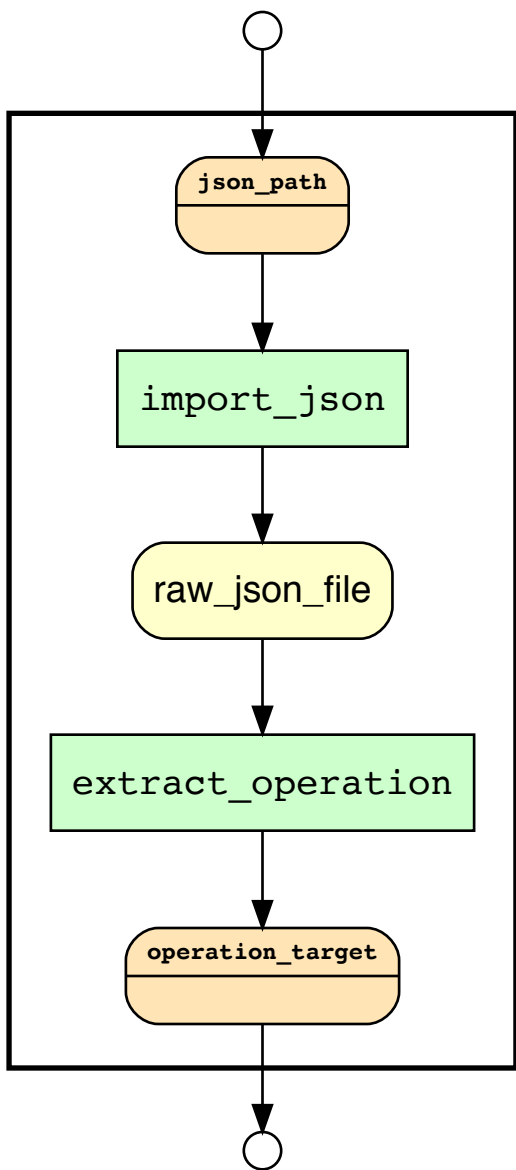 json_path
import_json
raw_json_file
extract_operation
operation_target